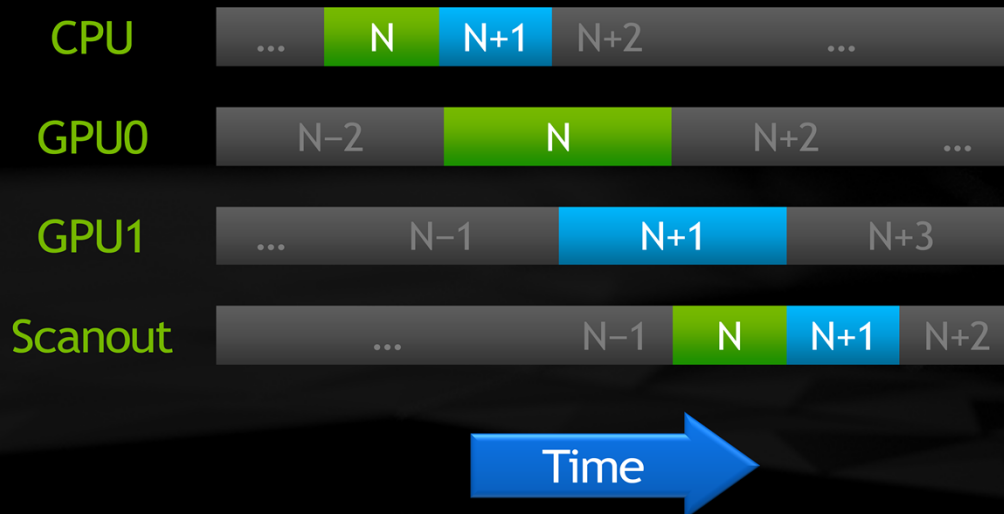 CPU ... N N+1 N+2 ...
GPU0 N–2 N N+2 ...
GPU1 ... N–1 N+1 N+3
Scanout ... N–1 N N+1 N+2
Time